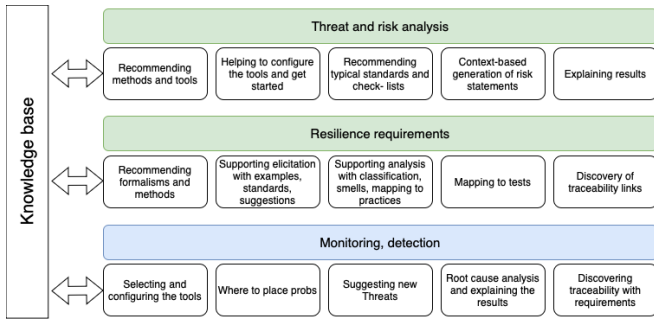 Knowledge base
Threat and risk analysis
Recommending
methods and tools
Helping to configure
the tools and get
started
Recommending
typical standards and
check- lists
Context-based
generation of risk
statements
Explaining results
Resilience requirements
Recommending
formalisms and
methods
Supporting elicitation
with examples,
standards,
suggestions
Supporting analysis
with classification,
smells, mapping to
practices
Mapping to tests
Discovery of
traceability links
Monitoring, detection
Selecting and
configuring the tools
Where to place probs
Suggesting new
Threats
Root cause analysis
and explaining the
results
Discovering
traceability with
requirements